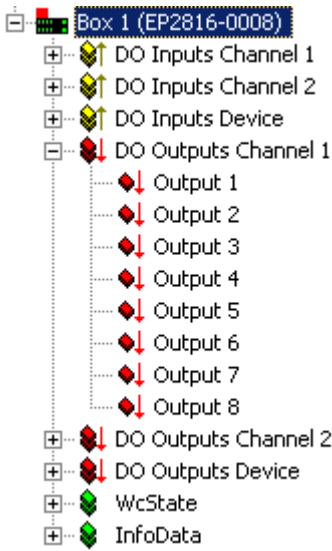 Box 1 (EP2816-0008)
DO Inputs Channel 1
DO Inputs Channel 2
DO Inputs Device
DO Outputs Channel 1
Output 1
Output 2
Output 3
Output 4
Output 5
Output 6
Output 7
Output 8
DO Outputs Channel 2
DO Outputs Device
WcState
InfoData